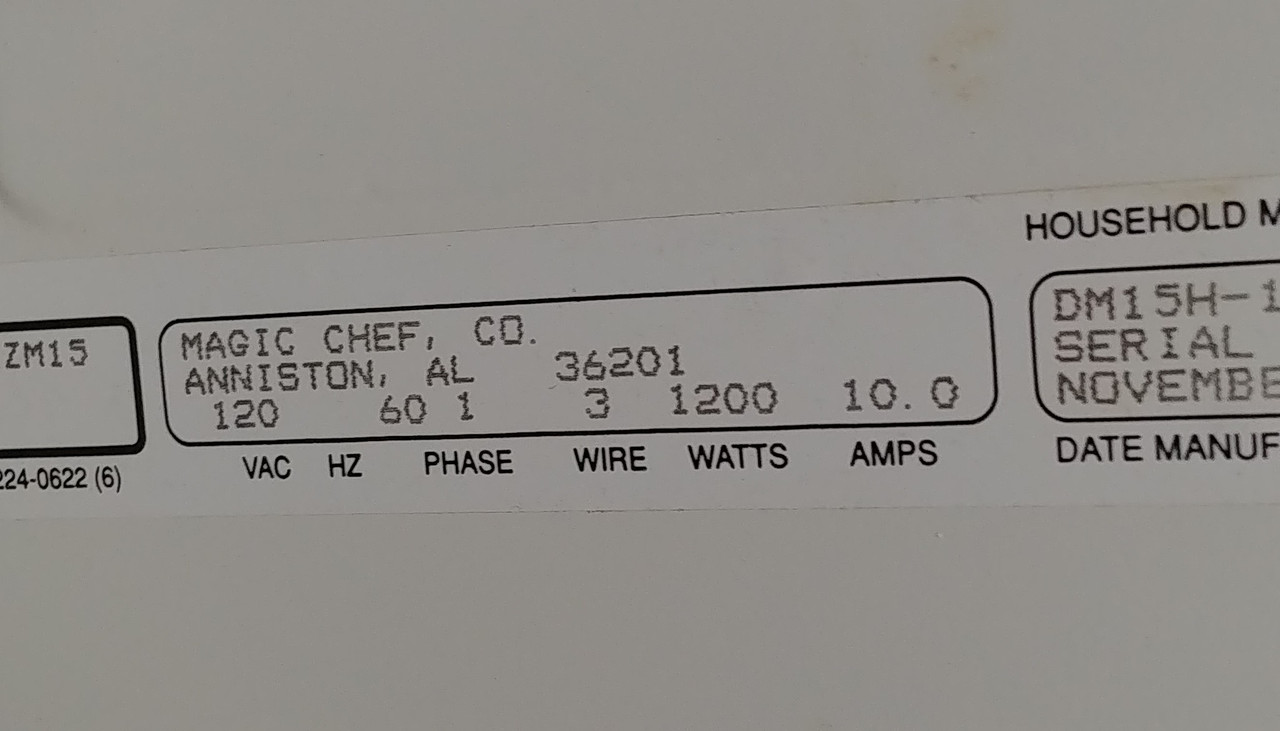 ZM15
224-0622 (6)
MAGIC CHEF, CO.
ANNISTON, AL 36201
120 60 1 3 1200 10.0
VAC HZ PHASE WIRE WATTS AMPS
HOUSEHOLD M
DM15H-1
SERIAL
NOVEMBE
DATE MANUF